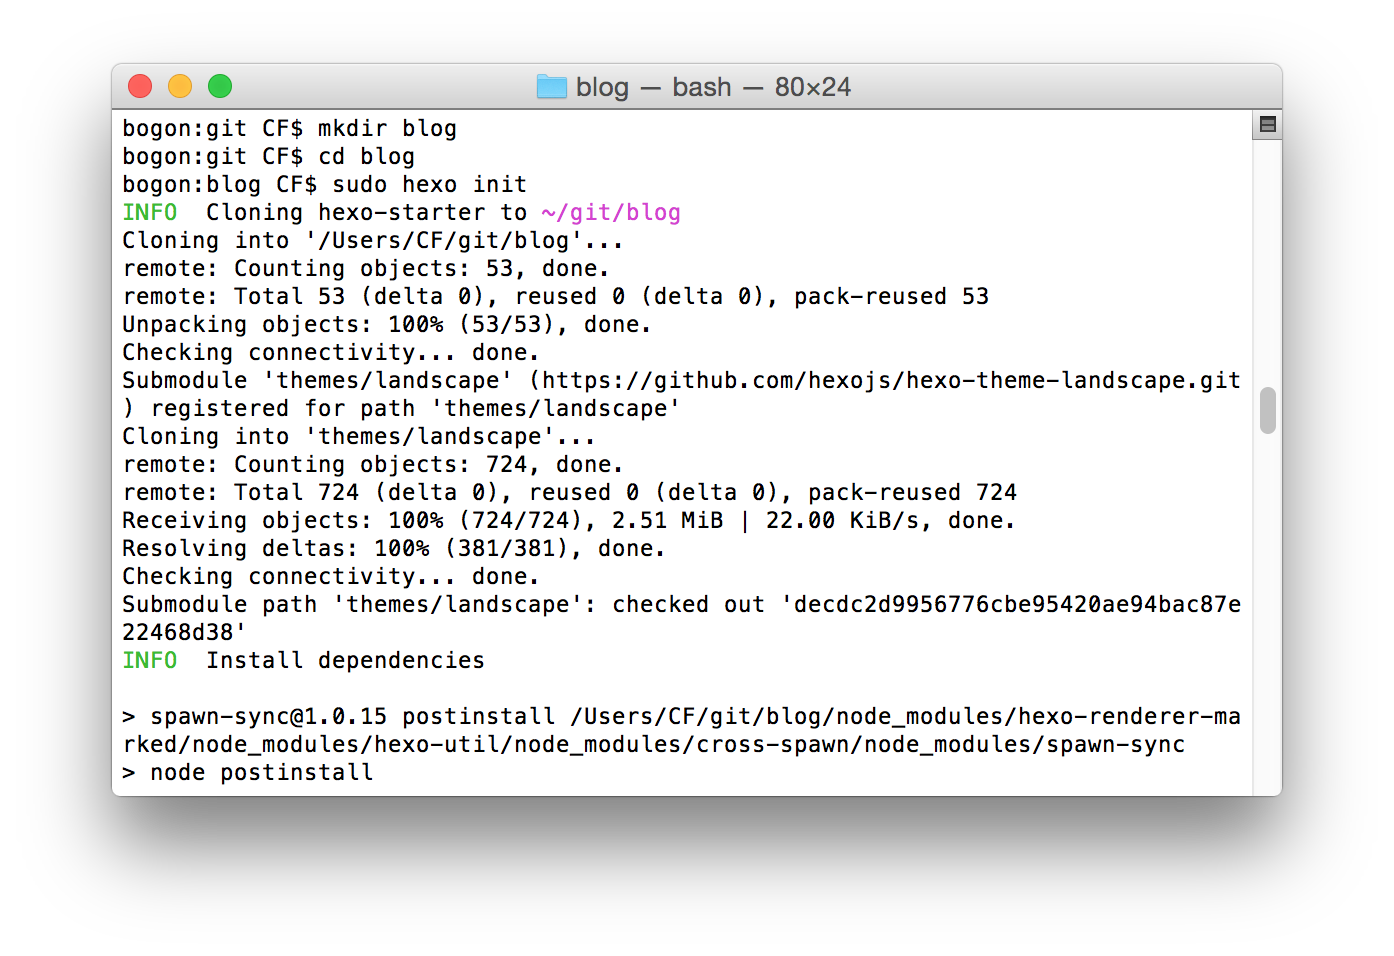 blog — bash — 80×24
bogon:git CF$ mkdir blog
bogon:git CF$ cd blog
bogon:blog CF$ sudo hexo init
INFO  Cloning hexo-starter to ~/git/blog
Cloning into '/Users/CF/git/blog'...
remote: Counting objects: 53, done.
remote: Total 53 (delta 0), reused 0 (delta 0), pack-reused 53
Unpacking objects: 100% (53/53), done.
Checking connectivity... done.
Submodule 'themes/landscape' (https://github.com/hexojs/hexo-theme-landscape.git
) registered for path 'themes/landscape'
Cloning into 'themes/landscape'...
remote: Counting objects: 724, done.
remote: Total 724 (delta 0), reused 0 (delta 0), pack-reused 724
Receiving objects: 100% (724/724), 2.51 MiB | 22.00 KiB/s, done.
Resolving deltas: 100% (381/381), done.
Checking connectivity... done.
Submodule path 'themes/landscape': checked out 'decdc2d9956776cbe95420ae94bac87e
22468d38'
INFO  Install dependencies
> spawn-sync@1.0.15 postinstall /Users/CF/git/blog/node_modules/hexo-renderer-ma
rked/node_modules/hexo-util/node_modules/cross-spawn/node_modules/spawn-sync
> node postinstall